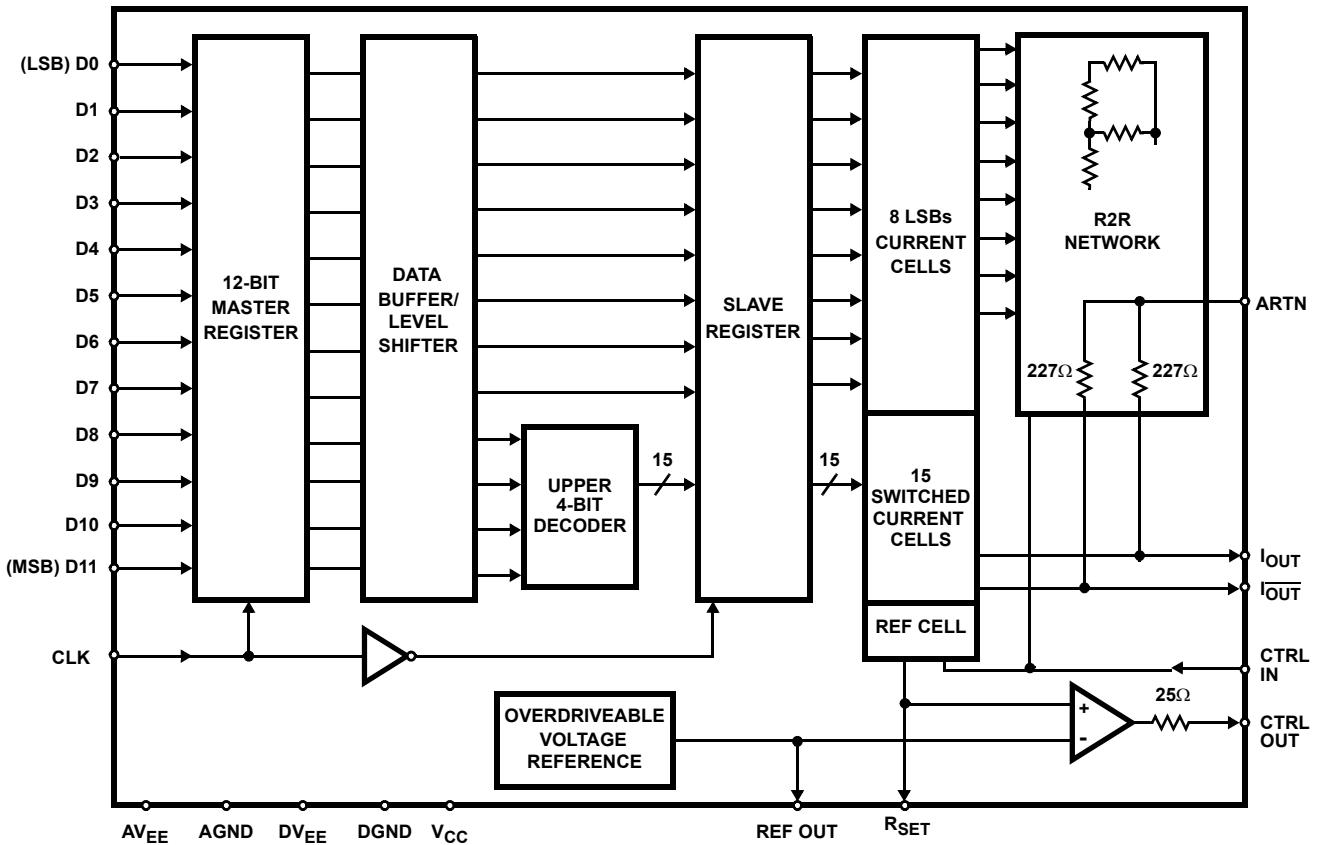 (LSB) D0
D1
D2
D3
D4
D5
D6
D7
D8
D9
D10
(MSB) D11
CLK
12-BIT
MASTER
REGISTER
DATA
BUFFER/
LEVEL
SHIFTER
UPPER
4-BIT
DECODER
15
SLAVE
REGISTER
15
8 LSBs
CURRENT
CELLS
15
SWITCHED
CURRENT
CELLS
REF CELL
R2R
NETWORK
227Ω
227Ω
ARTN
IOUT
IOUT
CTRL
IN
25Ω
CTRL
OUT
+
-
OVERDRIVEABLE
VOLTAGE
REFERENCE
AVEE
AGND
DVEE
DGND
VCC
REF OUT
RSET